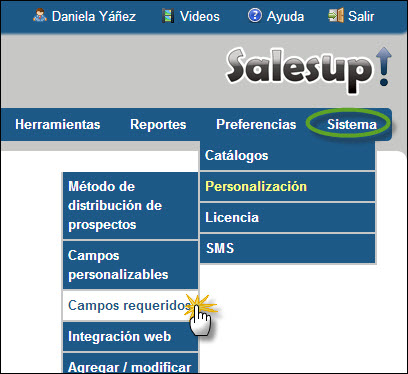 Daniela Yáñez Videos Ayuda Salir
Salesup!
Herramientas Reportes Preferencias Sistema
Catálogos
Personalización
Licencia
SMS
Método de
distribución de
prospectos
Campos
personalizables
Campos requeridos
Integración web
Agregar / modificar